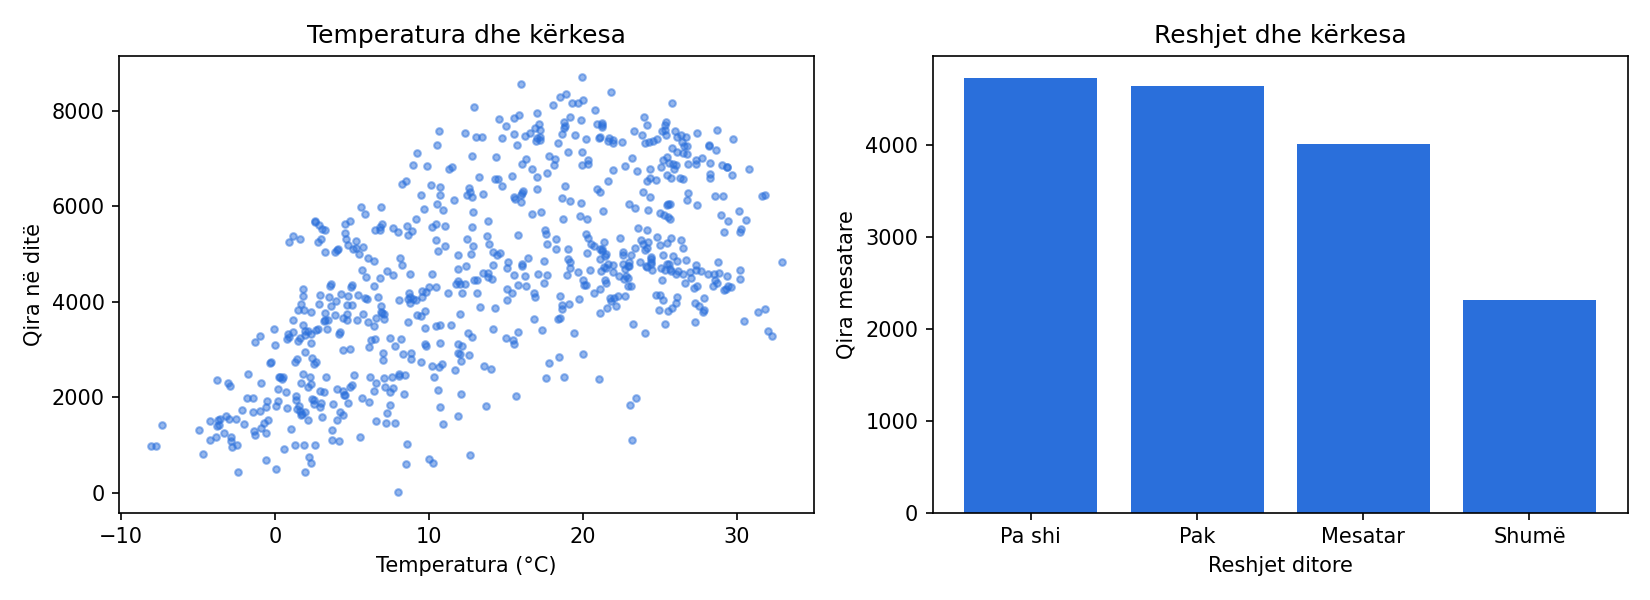 Temperatura dhe kërkesa
Qira në ditë
8000
6000
4000
2000
0
−10 0 10 20 30
Temperatura (°C)
Reshjet dhe kërkesa
Qira mesatare
4000
3000
2000
1000
0
Pa shi Pak Mesatar Shumë
Reshjet ditore